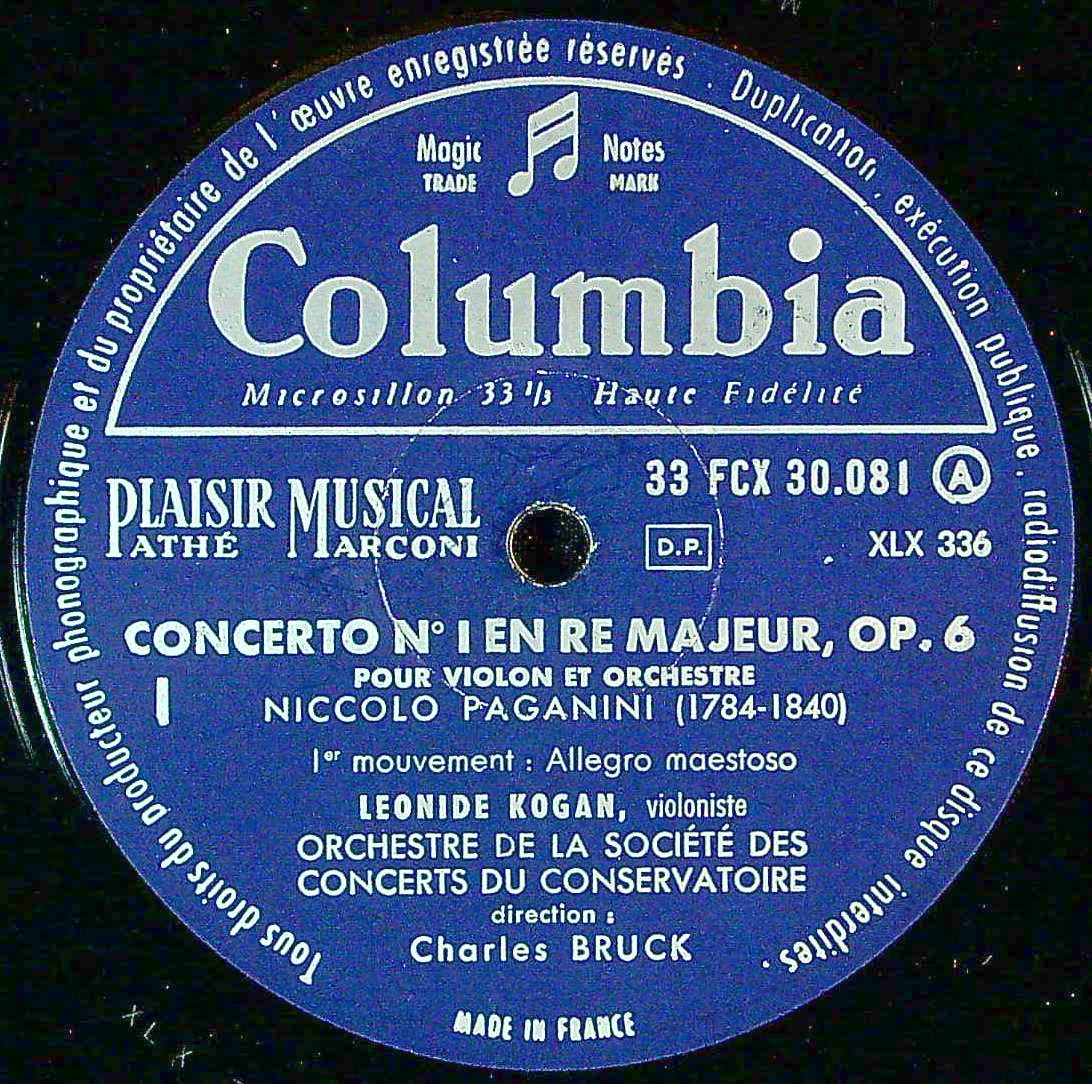 Tous droits du producteur phonographique et du propriétaire de l'œuvre enregistrée réservés . Duplication, exécution publique . radiodiffusion de ce disque interdites .
Magic Notes
TRADE MARK
Columbia
Microsillon 33 1/3 Haute Fidélité
PLAISIR MUSICAL
PATHÉ MARCONI
33 FCX 30.081 A
D.P. XLX 336
CONCERTO N° 1 EN RE MAJEUR, OP. 6
POUR VIOLON ET ORCHESTRE
1 NICCOLO PAGANINI (1784-1840)
1er mouvement : Allegro maestoso
LEONIDE KOGAN, violoniste
ORCHESTRE DE LA SOCIÉTÉ DES
CONCERTS DU CONSERVATOIRE
direction :
Charles BRUCK
MADE IN FRANCE